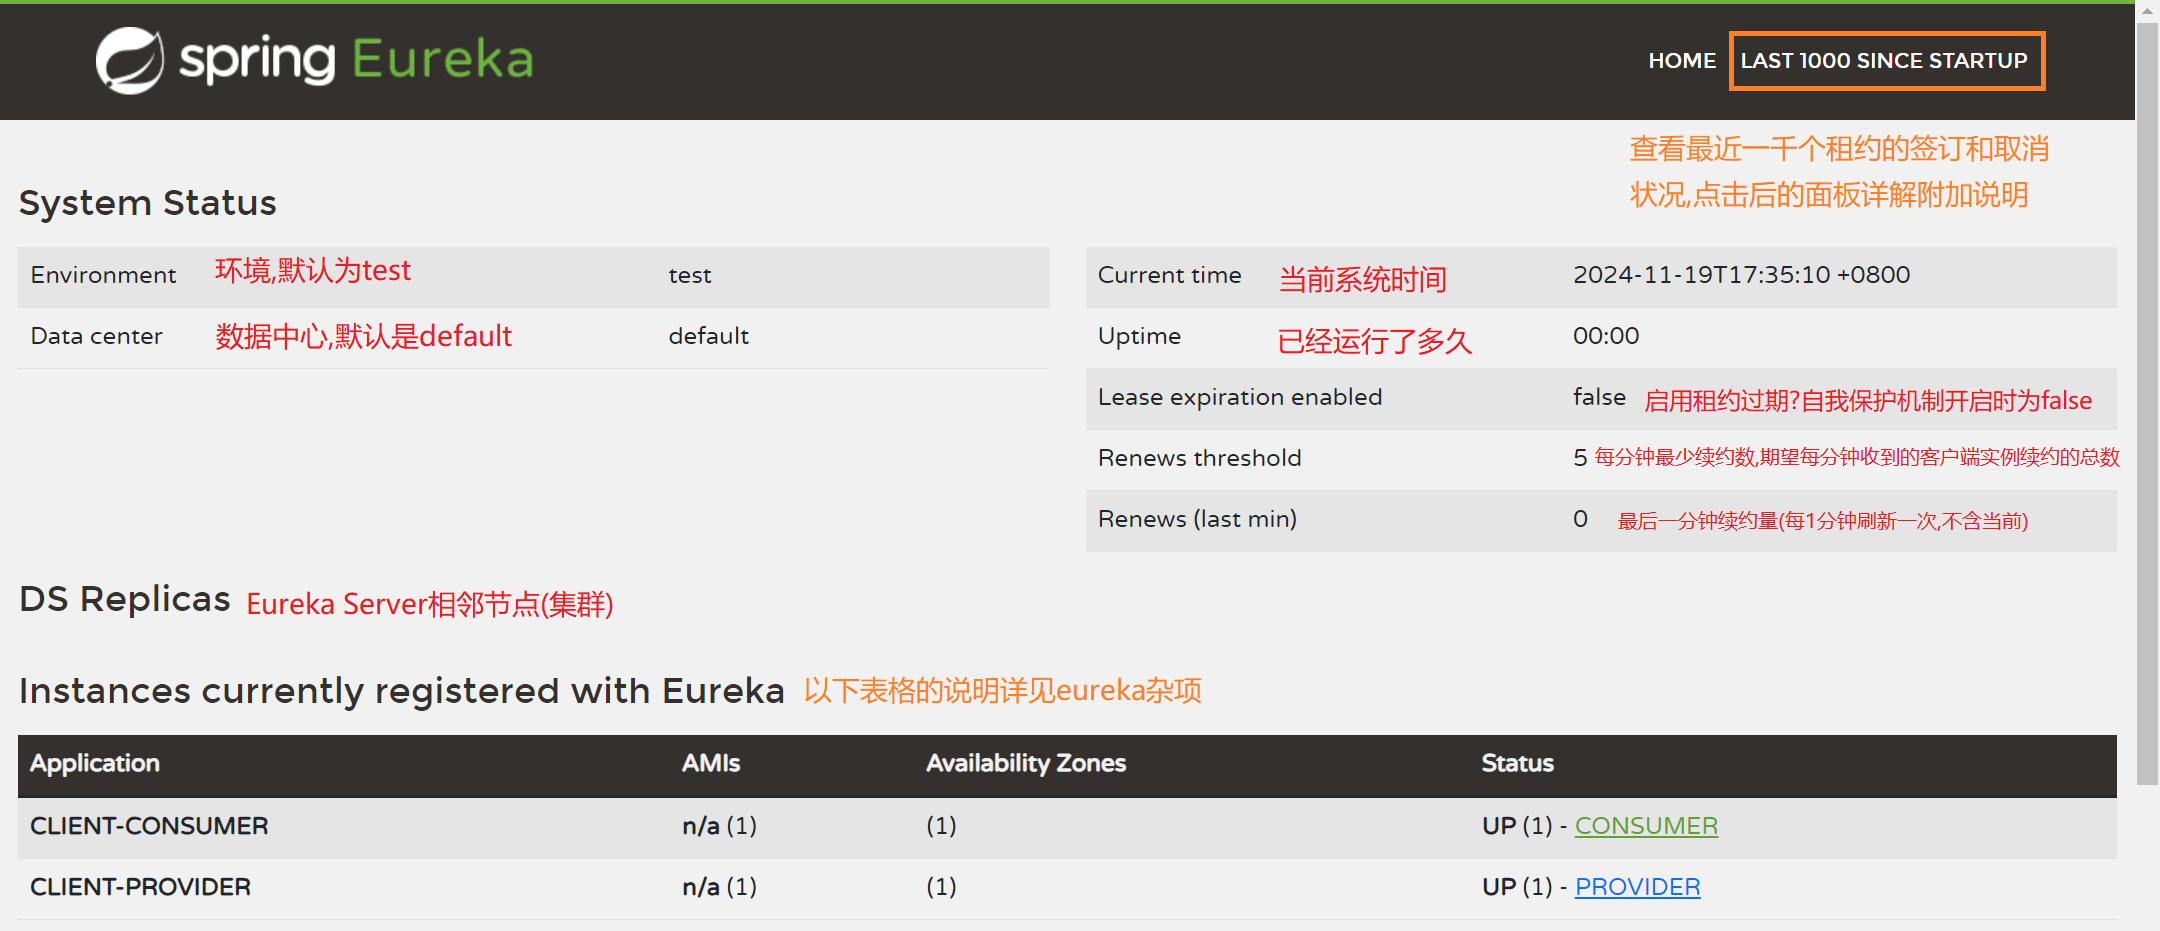 spring Eureka
HOME LAST 1000 SINCE STARTUP
查看最近一千个租约的签订和取消
状况,点击后的面板详解附加说明
System Status
Environment 环境,默认为test test
Data center 数据中心,默认是default default
Current time 当前系统时间 2024-11-19T17:35:10 +0800
Uptime 已经运行了多久 00:00
Lease expiration enabled false 启用租约过期?自我保护机制开启时为false
Renews threshold 5 每分钟最少续约数,期望每分钟收到的客户端实例续约的总数
Renews (last min) 0 最后一分钟续约量(每1分钟刷新一次,不含当前)
DS Replicas Eureka Server相邻节点(集群)
Instances currently registered with Eureka 以下表格的说明详见eureka杂项
Application AMIs Availability Zones Status
CLIENT-CONSUMER n/a (1) (1) UP (1) - CONSUMER
CLIENT-PROVIDER n/a (1) (1) UP (1) - PROVIDER